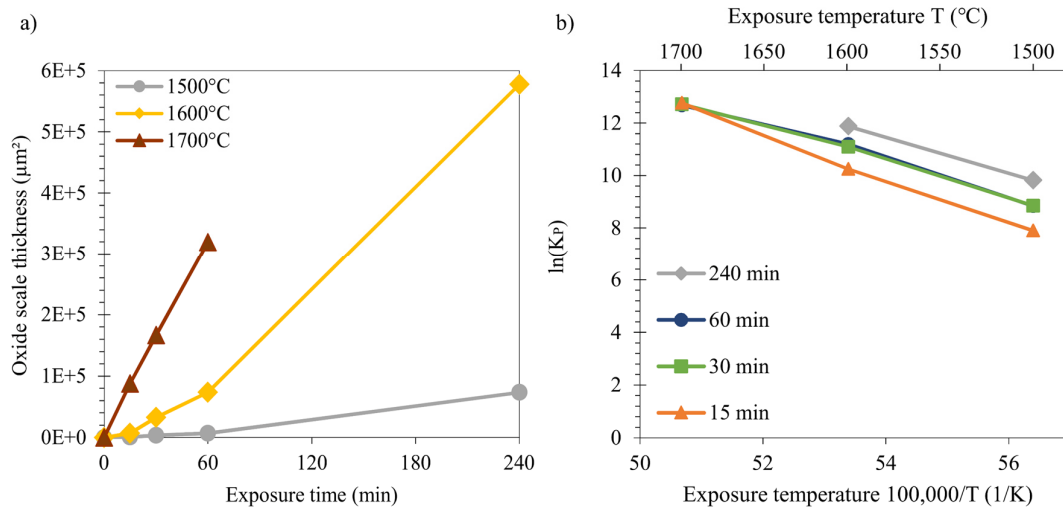 a)
6E+5
5E+5
4E+5
3E+5
2E+5
1E+5
0E+0
Oxide scale thickness (µm²)
1500°C
1600°C
1700°C
0
60
120
180
240
Exposure time (min)
b)
Exposure temperature T (°C)
1700
1650
1600
1550
1500
14
12
10
8
6
4
2
0
ln(KP)
240 min
60 min
30 min
15 min
50
52
54
56
Exposure temperature 100,000/T (1/K)